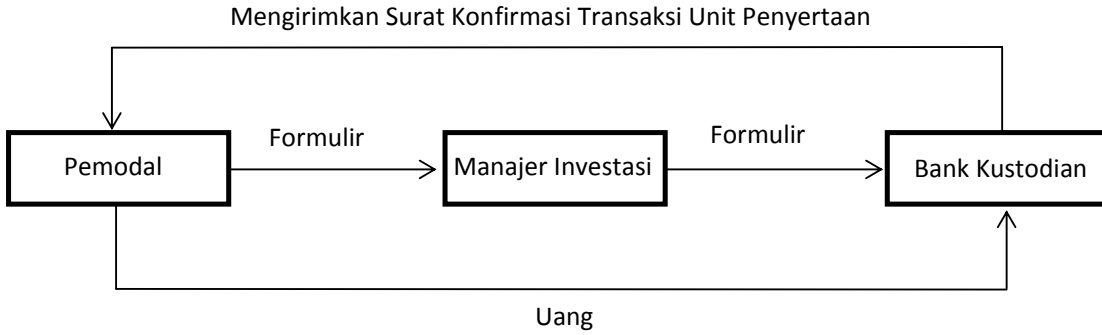 Mengirimkan Surat Konfirmasi Transaksi Unit Penyertaan
Formulir
Formulir
Pemodal
Manajer Investasi
Bank Kustodian
Uang